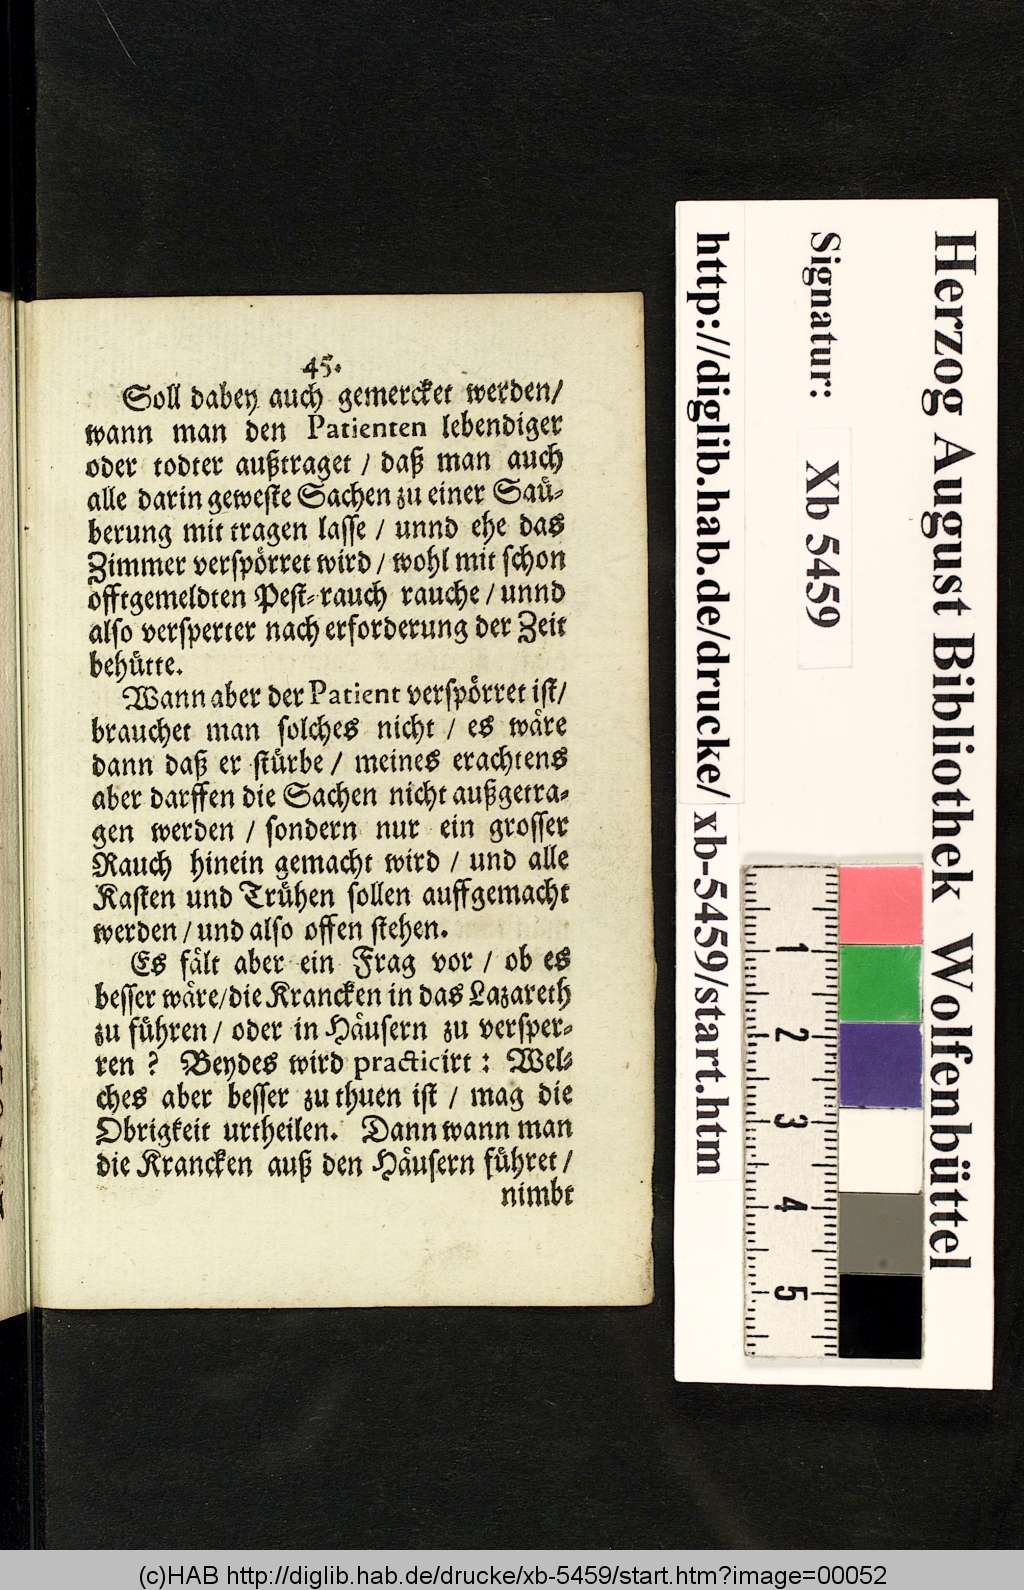 45.
Soll dabey auch gemercket werden/
wann man den Patienten lebendiger
oder todter außtraget / daß man auch
alle darin geweste Sachen zu einer Saü-
berung mit tragen lasse / unnd ehe das
Zimmer verspörret wird / wohl mit schon
offtgemeldten Pest-rauch rauche / unnd
also versperter nach erforderung der Zeit
behütte.
Wann aber der Patient verspörret ist/
brauchet man solches nicht / es wäre
dann daß er stürbe / meines erachtens
aber darffen die Sachen nicht außgetra-
gen werden / sondern nur ein grosser
Rauch hinein gemacht wird / und alle
Kasten und Trühen sollen auffgemacht
werden / und also offen stehen.
Es fält aber ein Frag vor / ob es
besser wäre/die Krancken in das Lazareth
zu führen / oder in Häusern zu versper-
ren ? Beydes wird practicirt : Wel-
ches aber besser zu thuen ist / mag die
Obrigkeit urtheilen. Dann wann man
die Krancken auß den Häusern führet /
nimbt
Herzog August Bibliothek Wolfenbüttel
Signatur: Xb 5459
http://diglib.hab.de/drucke/xb-5459/start.htm
1
2
3
4
5
(c)HAB http://diglib.hab.de/drucke/xb-5459/start.htm?image=00052